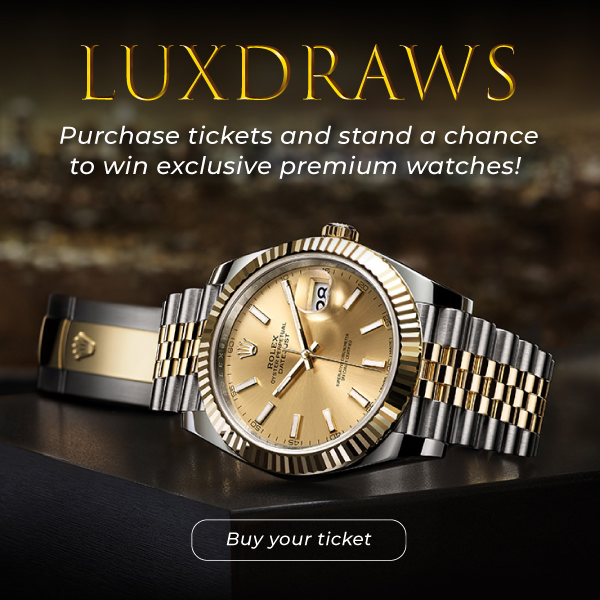 LUXDRAWS
Purchase tickets and stand a chance
to win exclusive premium watches!
ROLEX
OYSTER PERPETUAL
DATEJUST
Buy your ticket